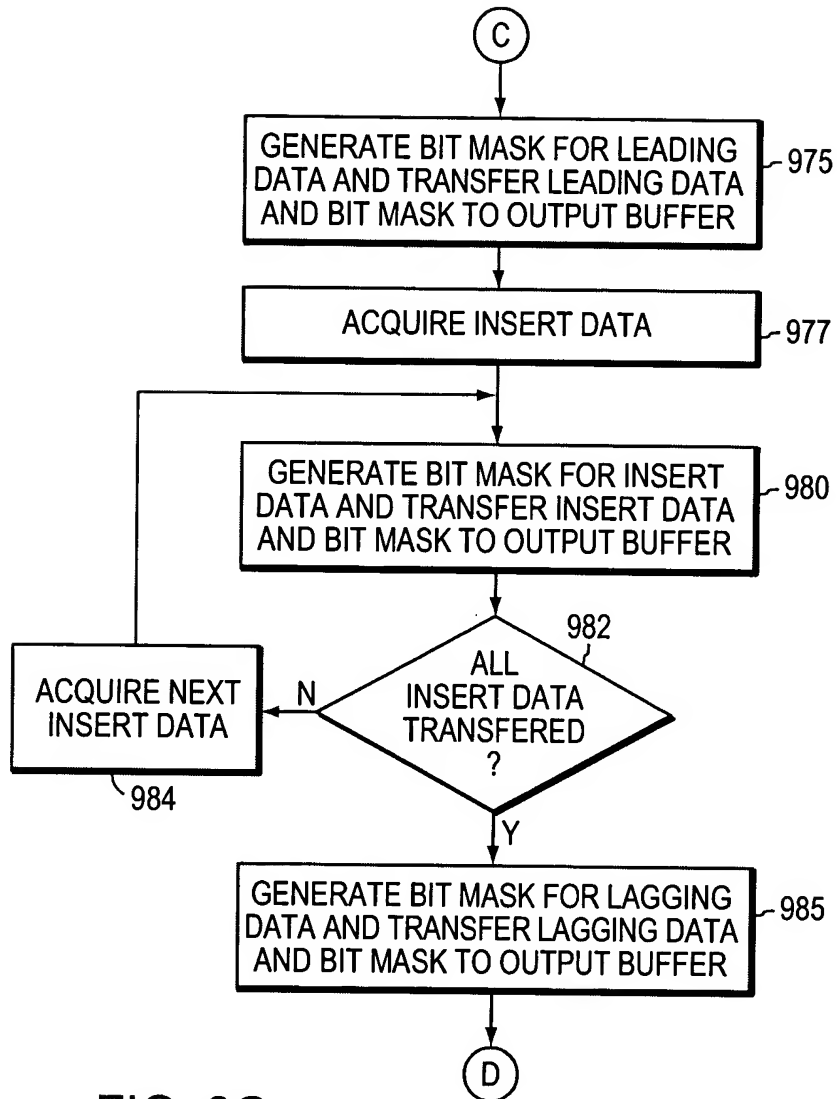 C
GENERATE BIT MASK FOR LEADING
DATA AND TRANSFER LEADING DATA
AND BIT MASK TO OUTPUT BUFFER
975
ACQUIRE INSERT DATA
977
GENERATE BIT MASK FOR INSERT
DATA AND TRANSFER INSERT DATA
AND BIT MASK TO OUTPUT BUFFER
980
982
ALL
INSERT DATA
TRANSFERED
?
N
ACQUIRE NEXT
INSERT DATA
984
Y
GENERATE BIT MASK FOR LAGGING
DATA AND TRANSFER LAGGING DATA
AND BIT MASK TO OUTPUT BUFFER
985
D